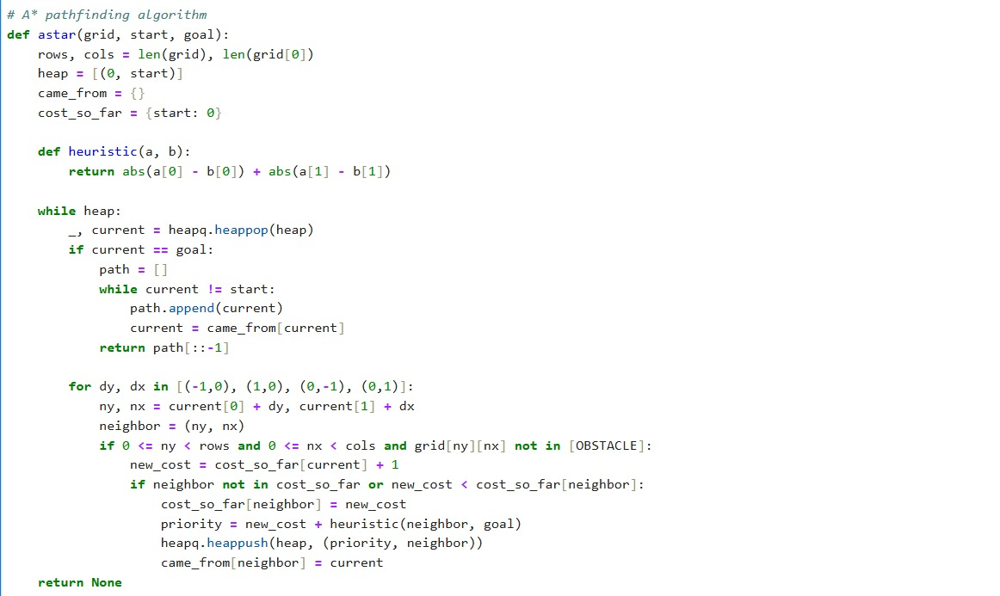 # A* pathfinding algorithm
def astar(grid, start, goal):
    rows, cols = len(grid), len(grid[0])
    heap = [(0, start)]
    came_from = {}
    cost_so_far = {start: 0}

    def heuristic(a, b):
        return abs(a[0] - b[0]) + abs(a[1] - b[1])

    while heap:
        _, current = heapq.heappop(heap)
        if current == goal:
            path = []
            while current != start:
                path.append(current)
                current = came_from[current]
            return path[::-1]

        for dy, dx in [(-1,0), (1,0), (0,-1), (0,1)]:
            ny, nx = current[0] + dy, current[1] + dx
            neighbor = (ny, nx)
            if 0 <= ny < rows and 0 <= nx < cols and grid[ny][nx] not in [OBSTACLE]:
                new_cost = cost_so_far[current] + 1
                if neighbor not in cost_so_far or new_cost < cost_so_far[neighbor]:
                    cost_so_far[neighbor] = new_cost
                    priority = new_cost + heuristic(neighbor, goal)
                    heapq.heappush(heap, (priority, neighbor))
                    came_from[neighbor] = current
    return None